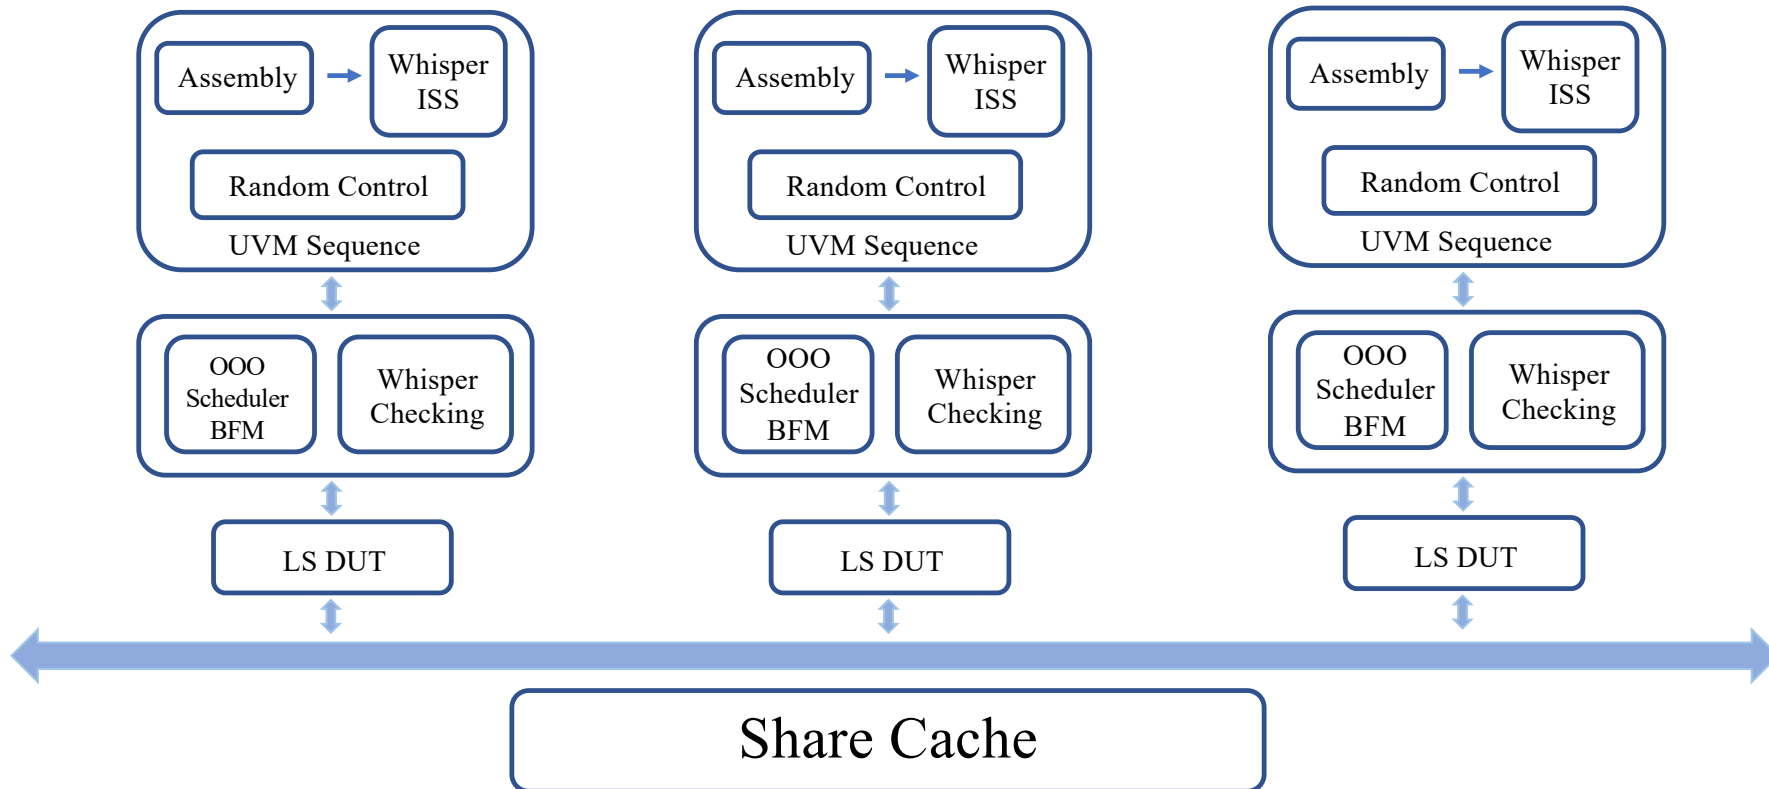 Assembly
Whisper
ISS
Random Control
UVM Sequence
OOO
Scheduler
BFM
Whisper
Checking
LS DUT
Assembly
Whisper
ISS
Random Control
UVM Sequence
OOO
Scheduler
BFM
Whisper
Checking
LS DUT
Assembly
Whisper
ISS
Random Control
UVM Sequence
OOO
Scheduler
BFM
Whisper
Checking
LS DUT
Share Cache